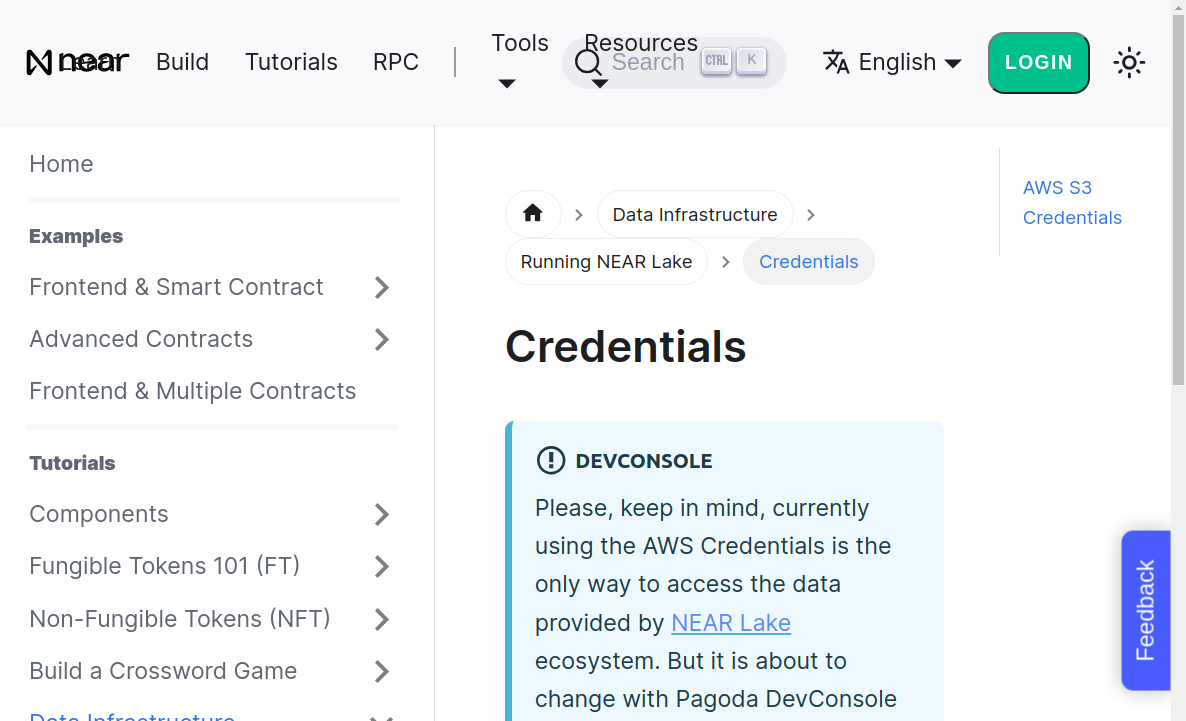 near
Learn
Build
Tutorials
RPC
Tools
Resources
Search
CTRL
K
English
LOGIN
Home
Examples
Frontend & Smart Contract
Advanced Contracts
Frontend & Multiple Contracts
Tutorials
Components
Fungible Tokens 101 (FT)
Non-Fungible Tokens (NFT)
Build a Crossword Game
Data Infrastructure
Data Infrastructure
Running NEAR Lake
Credentials
Credentials
DEVCONSOLE
Please, keep in mind, currently
using the AWS Credentials is the
only way to access the data
provided by NEAR Lake
ecosystem. But it is about to
change with Pagoda DevConsole
AWS S3
Credentials
Feedback